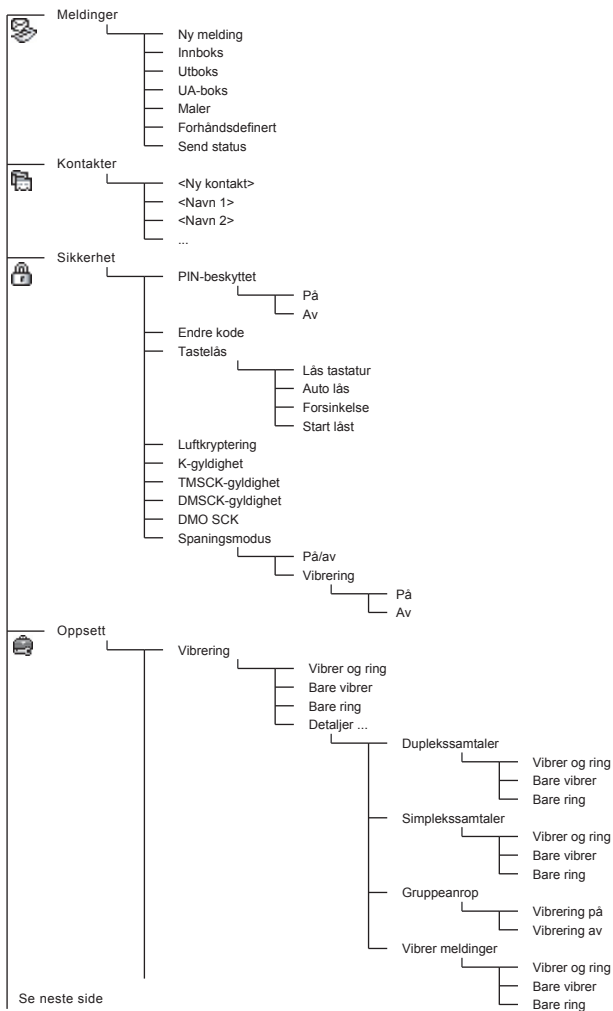 Meldinger
Ny melding
Innboks
Utboks
UA-boks
Maler
Forhåndsdefinert
Send status
Kontakter
<Ny kontakt>
<Navn 1>
<Navn 2>
...
Sikkerhet
PIN-beskyttet
På
Av
Endre kode
Tastelås
Lås tastatur
Auto lås
Forsinkelse
Start låst
Luftkryptering
K-gyldighet
TMSCK-gyldighet
DMSCK-gyldighet
DMO SCK
Spaningsmodus
På/av
Vibrering
På
Av
Oppsett
Vibrering
Vibrer og ring
Bare vibrer
Bare ring
Detaljer ...
Duplekssamtaler
Vibrer og ring
Bare vibrer
Bare ring
Simplekssamtaler
Vibrer og ring
Bare vibrer
Bare ring
Gruppeanrop
Vibrering på
Vibrering av
Vibrer meldinger
Vibrer og ring
Bare vibrer
Bare ring
Se neste side